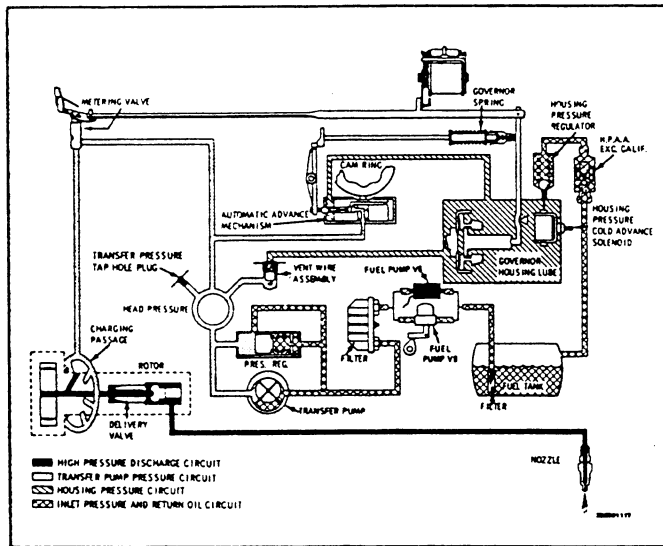 METERING VALVE
GOVERNOR
SPRING
HOUSING
PRESSURE
REGULATOR
H.P.A.A.
EXC. CALIF.
CAM RING
AUTOMATIC ADVANCE
MECHANISM
HOUSING
PRESSURE
COLD ADVANCE
SOLENOID
TRANSFER PRESSURE
TAP HOLE PLUG
VENT WIRE
ASSEMBLY
GOVERNOR
HOUSING LUBE
FUEL PUMP V6
HEAD PRESSURE
CHARGING
PASSAGE
FUEL
PUMP V8
PRES. REG.
FILTER
ROTOR
FUEL TANK
FILTER
TRANSFER PUMP
DELIVERY
VALVE
NOZZLE
HIGH PRESSURE DISCHARGE CIRCUIT
TRANSFER PUMP PRESSURE CIRCUIT
HOUSING PRESSURE CIRCUIT
INLET PRESSURE AND RETURN OIL CIRCUIT